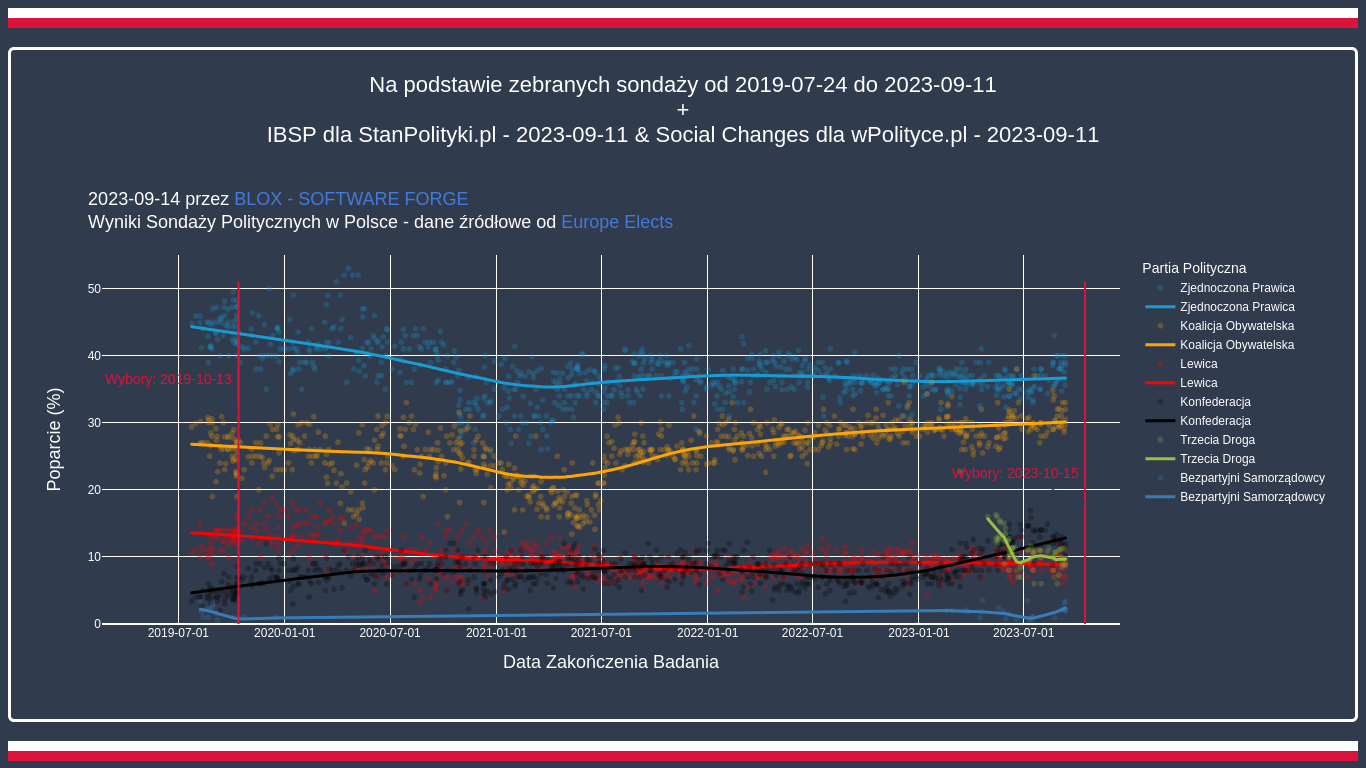 Na podstawie zebranych sondaży od 2019-07-24 do 2023-09-11
+
IBSP dla StanPolityki.pl - 2023-09-11 & Social Changes dla wPolityce.pl - 2023-09-11
2023-09-14 przez BLOX - SOFTWARE FORGE
Wyniki Sondaży Politycznych w Polsce - dane źródłowe od Europe Elects
Poparcie (%)
50
40
30
20
10
0
Wybory: 2019-10-13
Wybory: 2023-10-15
2019-07-01
2020-01-01
2020-07-01
2021-01-01
2021-07-01
2022-01-01
2022-07-01
2023-01-01
2023-07-01
Data Zakończenia Badania
Partia Polityczna
Zjednoczona Prawica
Zjednoczona Prawica
Koalicja Obywatelska
Koalicja Obywatelska
Lewica
Lewica
Konfederacja
Konfederacja
Trzecia Droga
Trzecia Droga
Bezpartyjni Samorządowcy
Bezpartyjni Samorządowcy